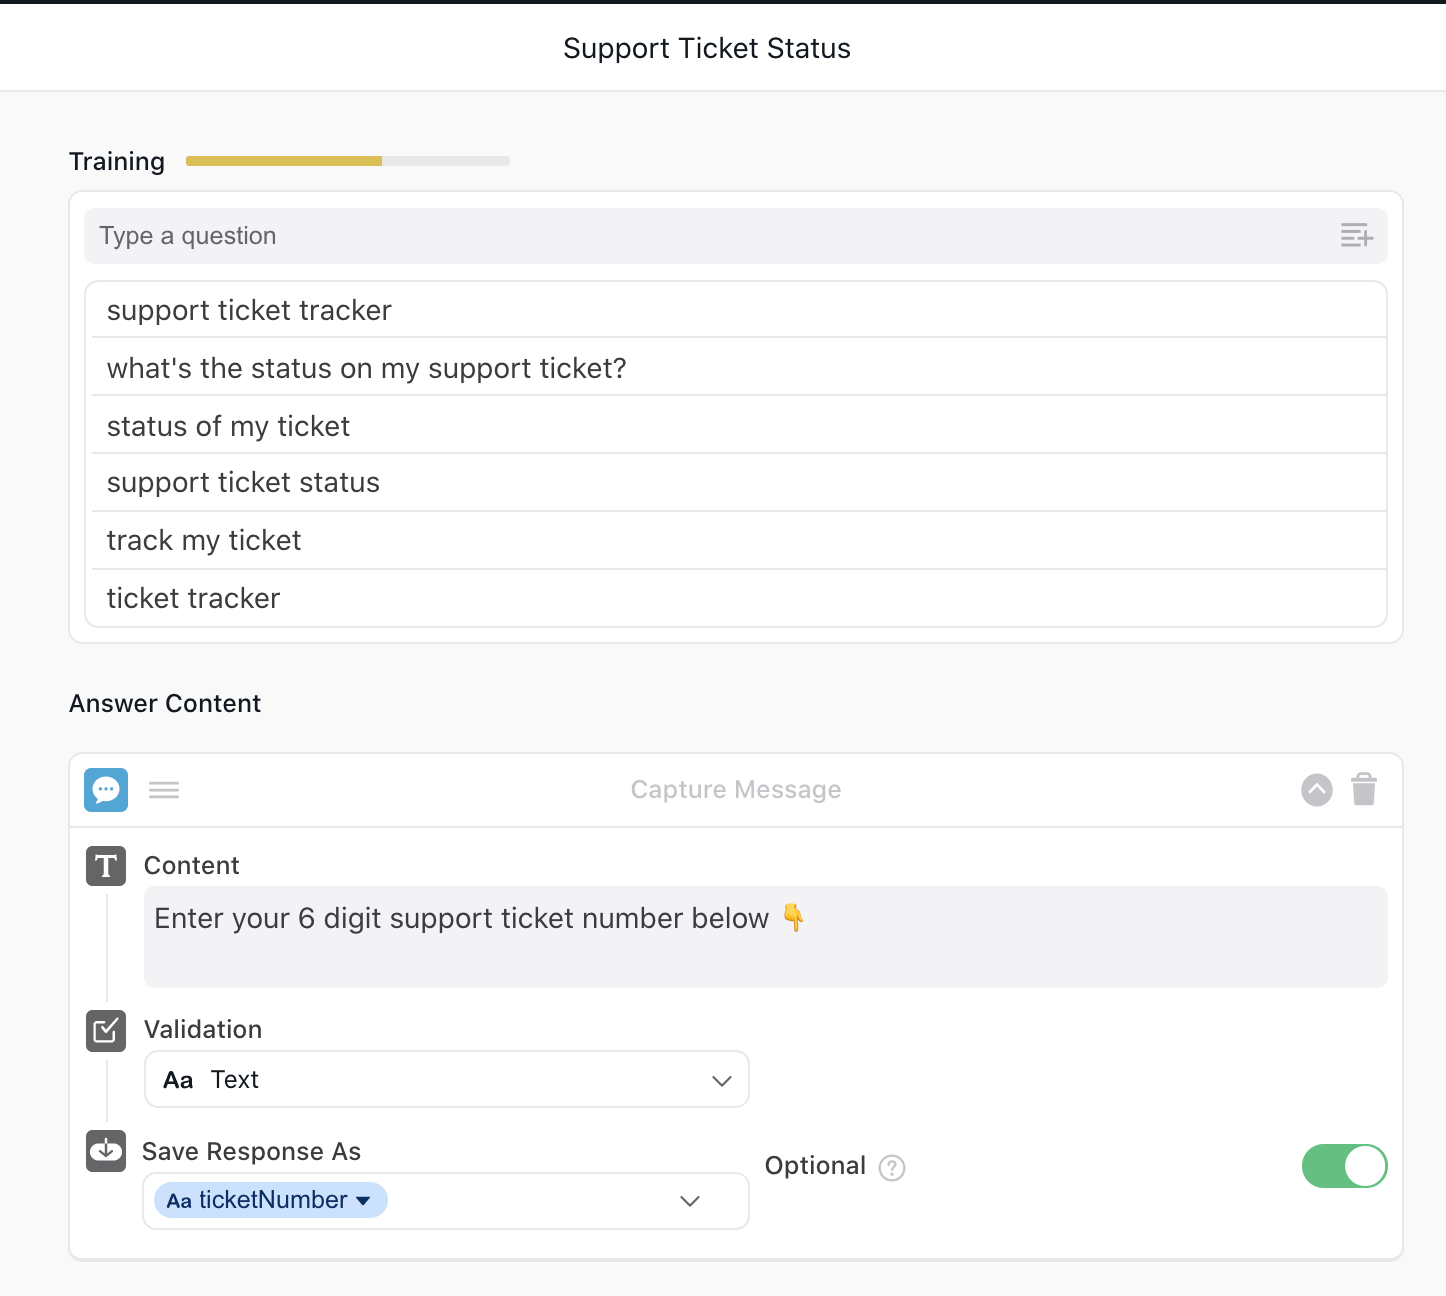 Support Ticket Status
Training
Type a question
support ticket tracker
what's the status on my support ticket?
status of my ticket
support ticket status
track my ticket
ticket tracker
Answer Content
Capture Message
T Content
Enter your 6 digit support ticket number below 👇
Validation
Aa Text
Save Response As
Optional ?
Aa ticketNumber